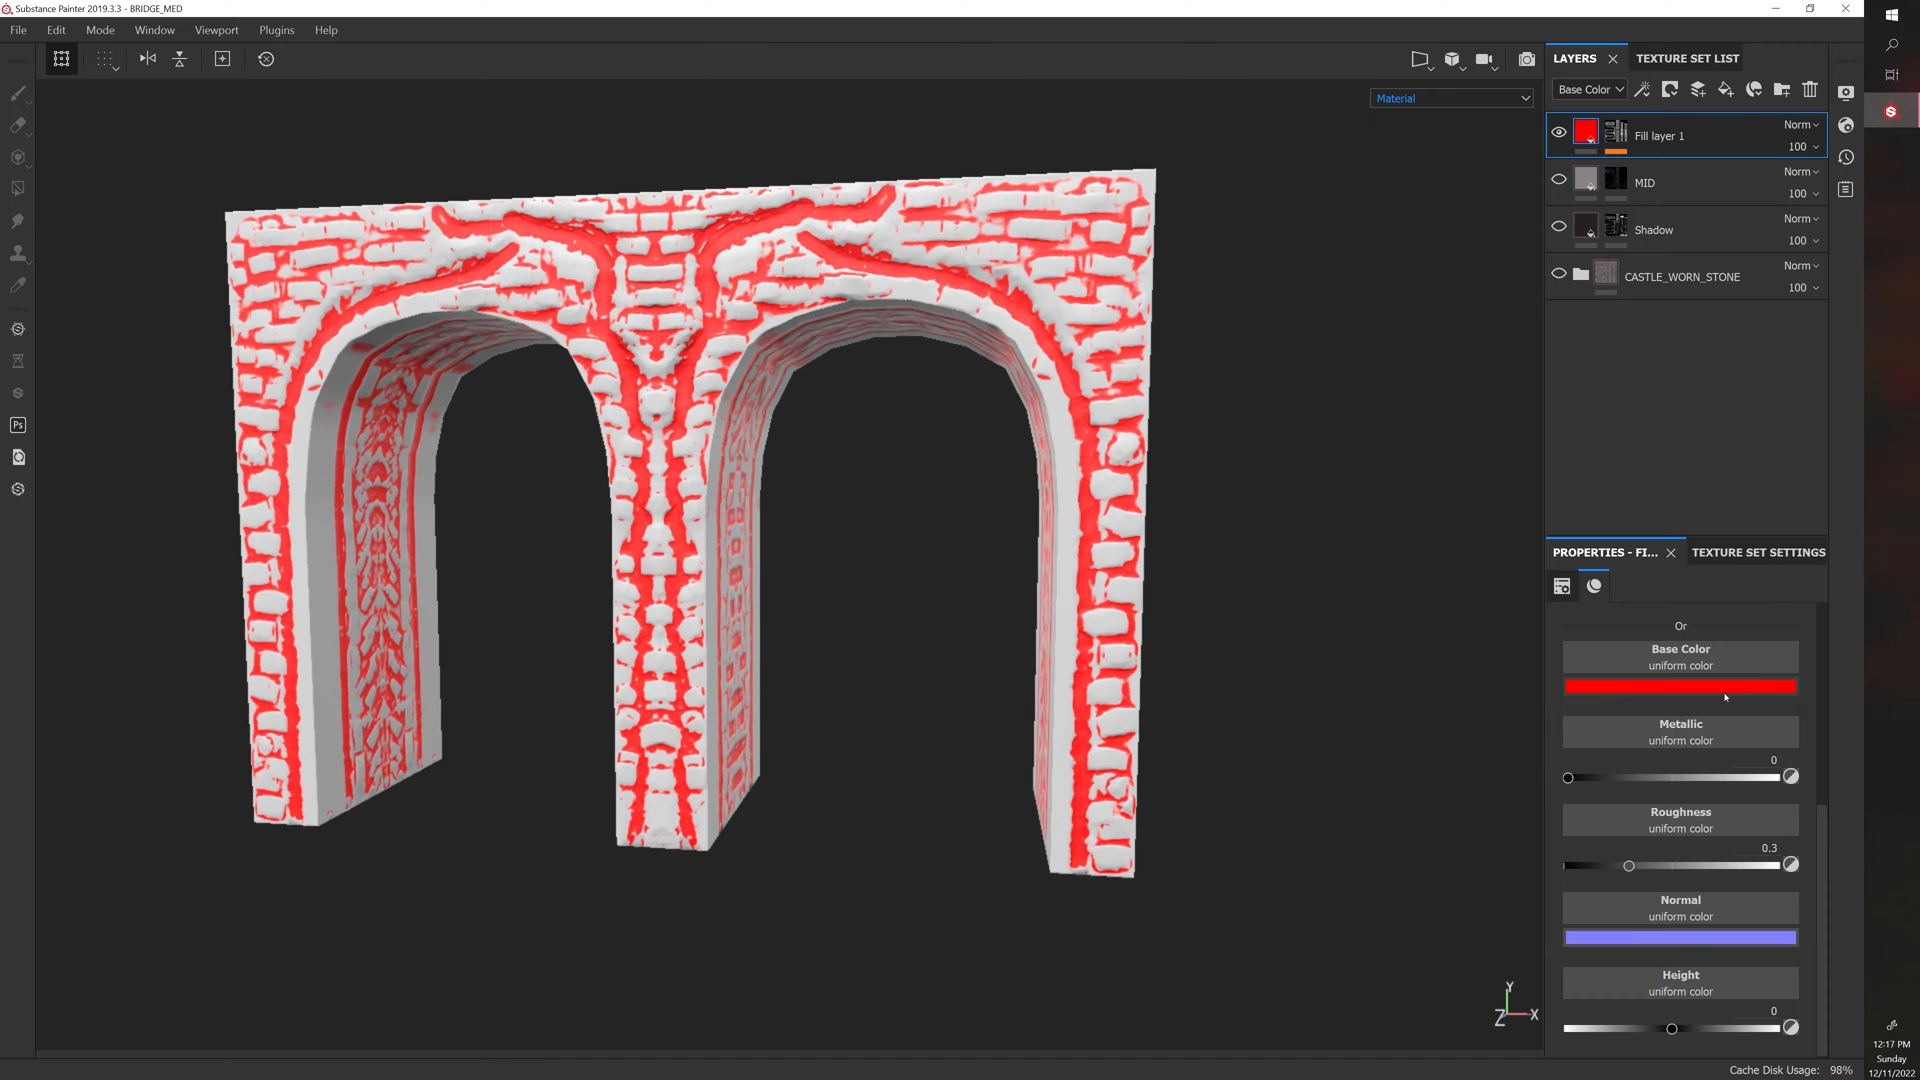 Substance Painter 2019.3.3 - BRIDGE_MED
File Edit Mode Window Viewport Plugins Help
Material
LAYERS
TEXTURE SET LIST
Base Color
Fill layer 1
Norm
100
MID
Norm
100
Shadow
Norm
100
CASTLE_WORN_STONE
Norm
100
Ps
PROPERTIES - FI...
TEXTURE SET SETTINGS
Or
Base Color
uniform color
Metallic
uniform color
0
Roughness
uniform color
0.3
Normal
uniform color
Height
uniform color
0
Y
Z
X
Cache Disk Usage: 98%
12:17 PM
Sunday
12/11/2022